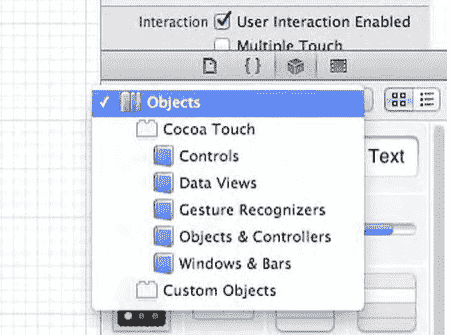 Interaction User Interaction Enabled
Multiple Touch
Objects
Cocoa Touch
Text
Controls
Data Views
Gesture Recognizers
Objects & Controllers
Windows & Bars
Custom Objects